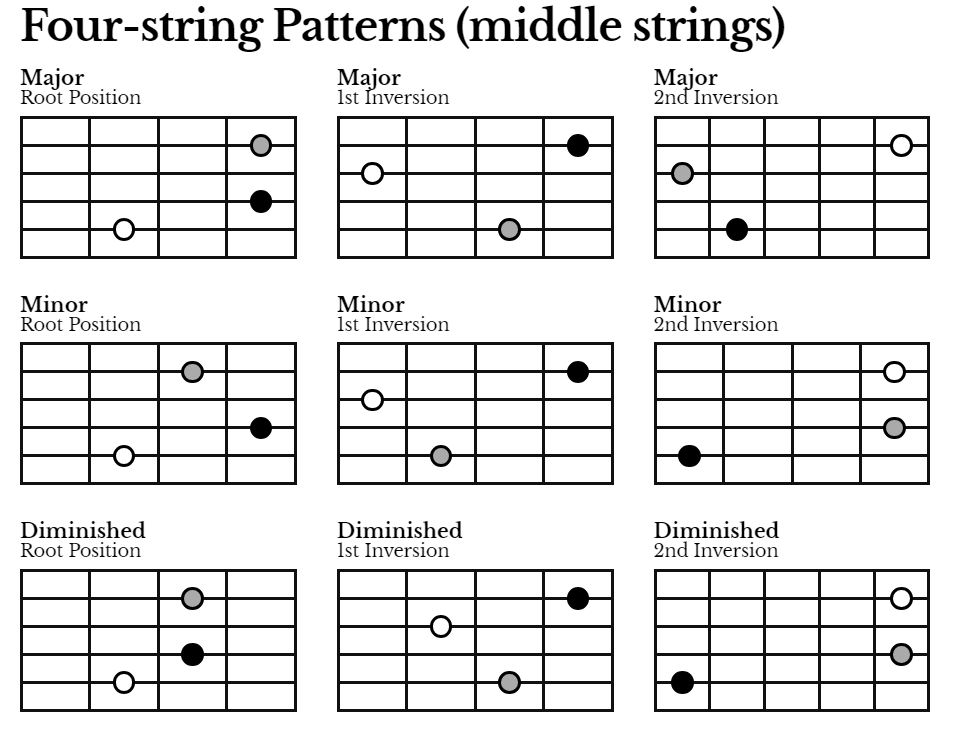 Four-string Patterns (middle strings)
Major
Root Position
Major
1st Inversion
Major
2nd Inversion
Minor
Root Position
Minor
1st Inversion
Minor
2nd Inversion
Diminished
Root Position
Diminished
1st Inversion
Diminished
2nd Inversion